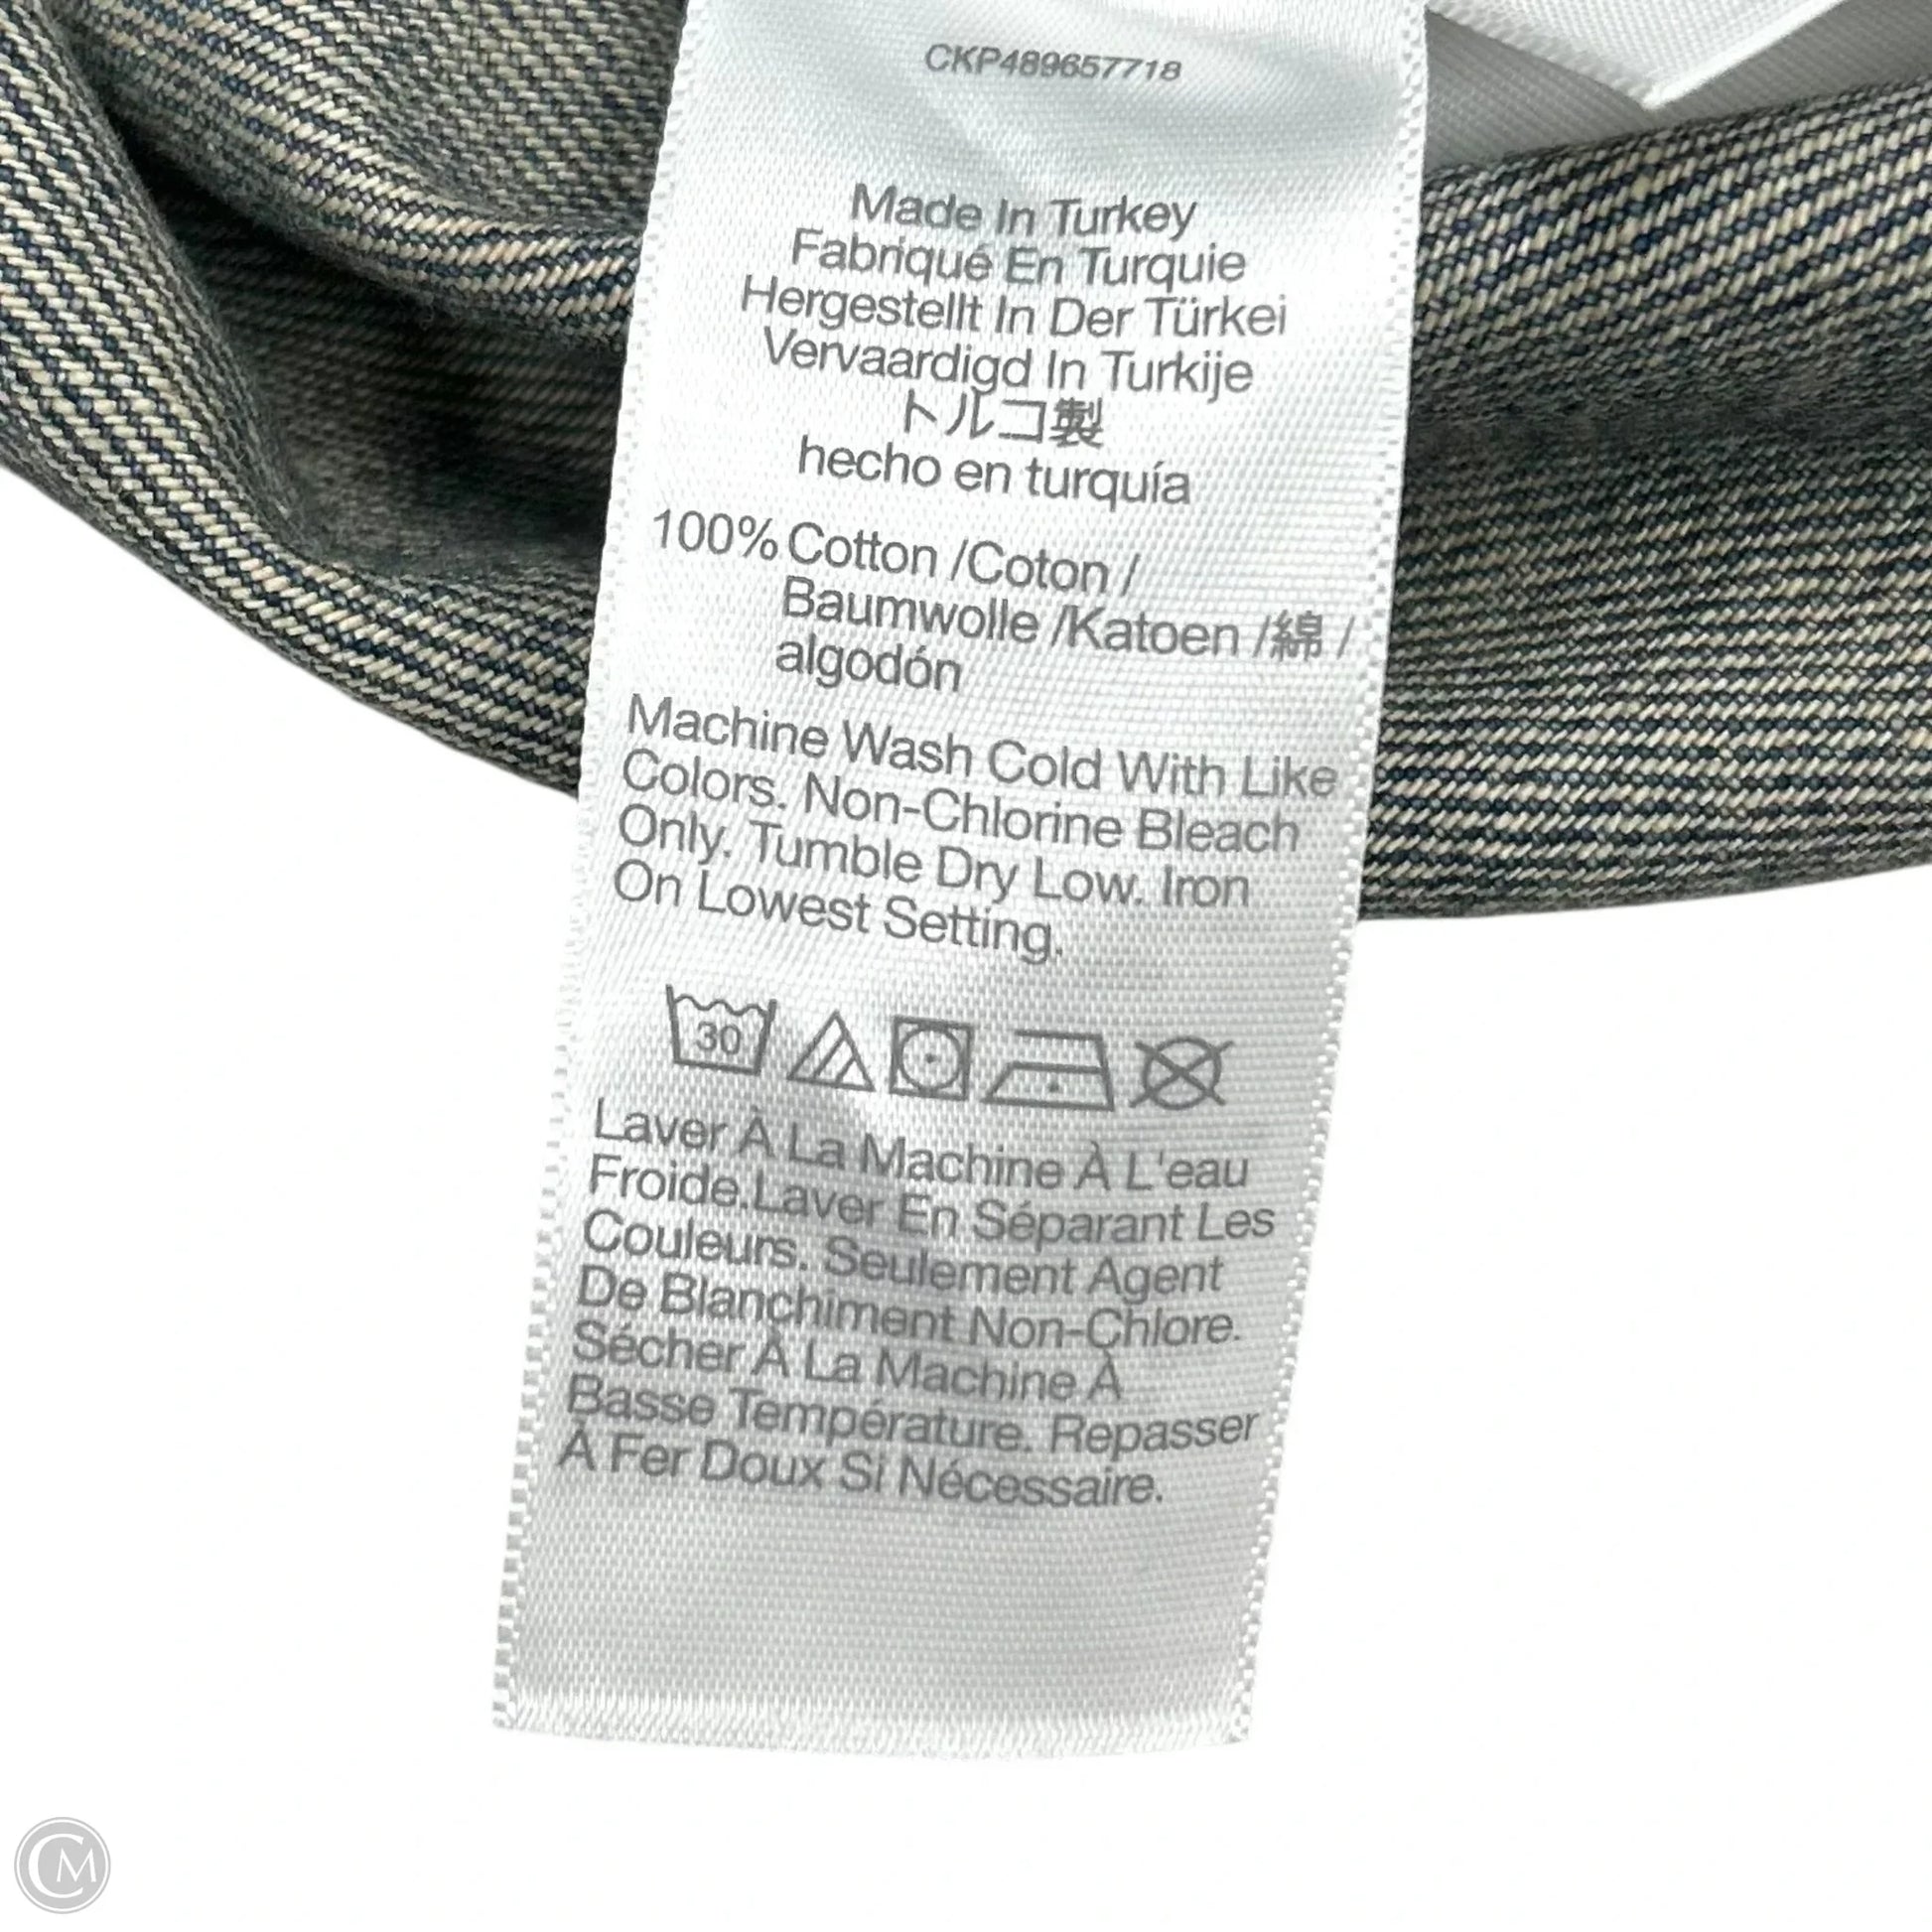 CKP489657718
Made In Turkey
Fabriqué En Turquie
Hergestellt In Der Türkei
Vervaardigd In Turkije
トルコ製
hecho en turquía
100% Cotton /Coton /
Baumwolle /Katoen /綿 /
algodón
Machine Wash Cold With Like
Colors. Non-Chlorine Bleach
Only. Tumble Dry Low. Iron
On Lowest Setting.
30
Laver À La Machine À L'eau
Froide.Laver En Séparant Les
Couleurs. Seulement Agent
De Blanchiment Non-Chlore.
Sécher À La Machine À
Basse Température. Repasser
À Fer Doux Si Nécessaire.
CM